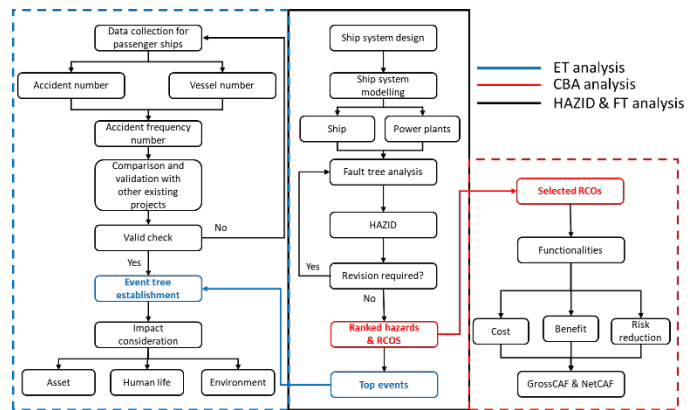 Data collection for
passenger ships
Accident number
Vessel number
Accident frequency
number
Comparison and
validation with
other existing
projects
Valid check
No
Yes
Event tree
establishment
Impact
consideration
Asset
Human life
Environment
Ship system design
Ship system
modelling
Ship
Power plants
Fault tree analysis
HAZID
Yes
Revision required?
No
Ranked hazards
& RCOS
Top events
ET analysis
CBA analysis
HAZID & FT analysis
Selected RCOs
Functionalities
Cost
Benefit
Risk
reduction
GrossCAF & NetCAF